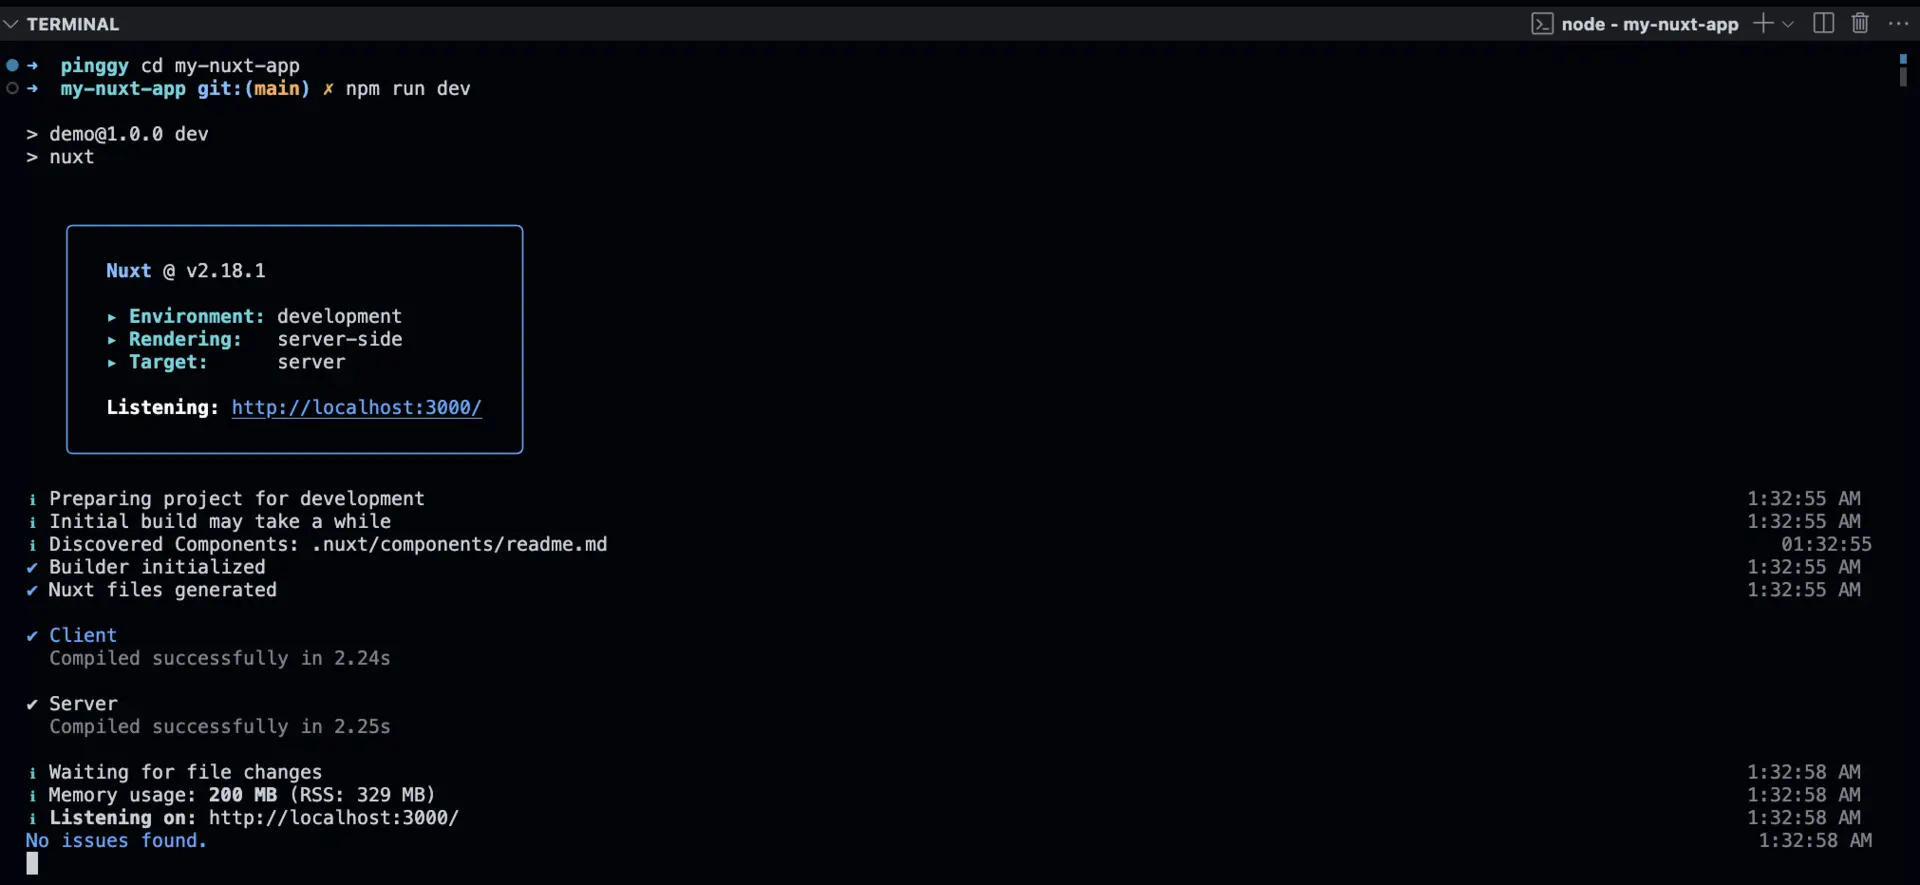 TERMINAL
node - my-nuxt-app
➜ pinggy cd my-nuxt-app
➜ my-nuxt-app git:(main) ✗ npm run dev
> demo@1.0.0 dev
> nuxt
Nuxt @ v2.18.1
▸ Environment: development
▸ Rendering: server-side
▸ Target: server
Listening: http://localhost:3000/
ℹ Preparing project for development 1:32:55 AM
ℹ Initial build may take a while 1:32:55 AM
ℹ Discovered Components: .nuxt/components/readme.md 01:32:55
✔ Builder initialized 1:32:55 AM
✔ Nuxt files generated 1:32:55 AM
✔ Client
Compiled successfully in 2.24s
✔ Server
Compiled successfully in 2.25s
ℹ Waiting for file changes 1:32:58 AM
ℹ Memory usage: 200 MB (RSS: 329 MB) 1:32:58 AM
ℹ Listening on: http://localhost:3000/ 1:32:58 AM
No issues found. 1:32:58 AM